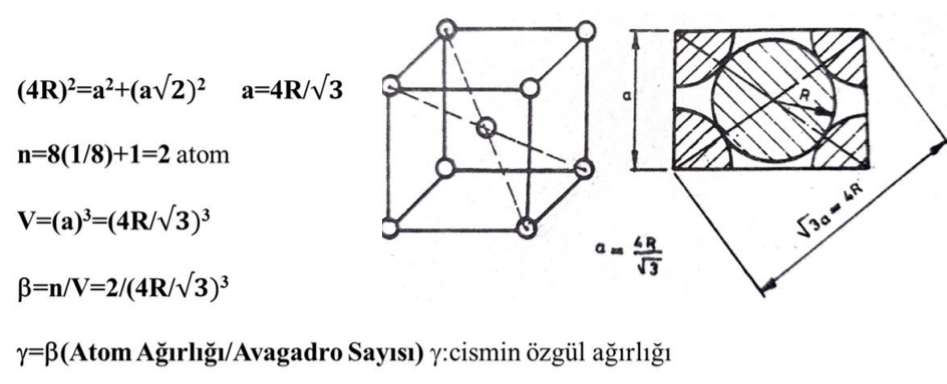 (4R)²=a²+(a√2)² a=4R/√3
n=8(1/8)+1=2 atom
V=(a)³=(4R/√3)³
β=n/V=2/(4R/√3)³
γ=β(Atom Ağırlığı/Avagadro Sayısı) γ:cismin özgül ağırlığı
a
R
√3a = 4R
a = 4R/√3